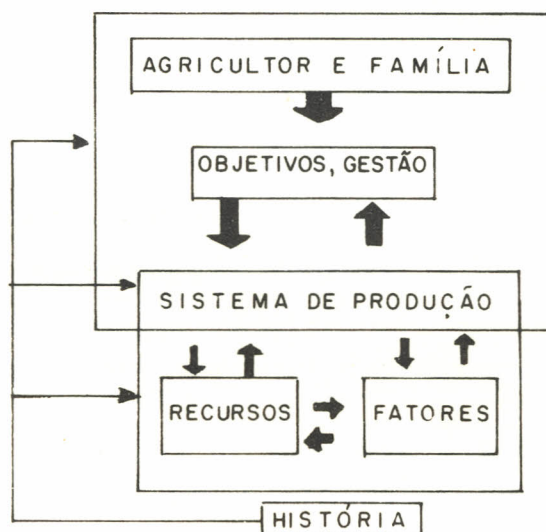 AGRICULTOR E FAMÍLIA
OBJETIVOS, GESTÃO
SISTEMA DE PRODUÇÃO
RECURSOS
FATORES
HISTÓRIA